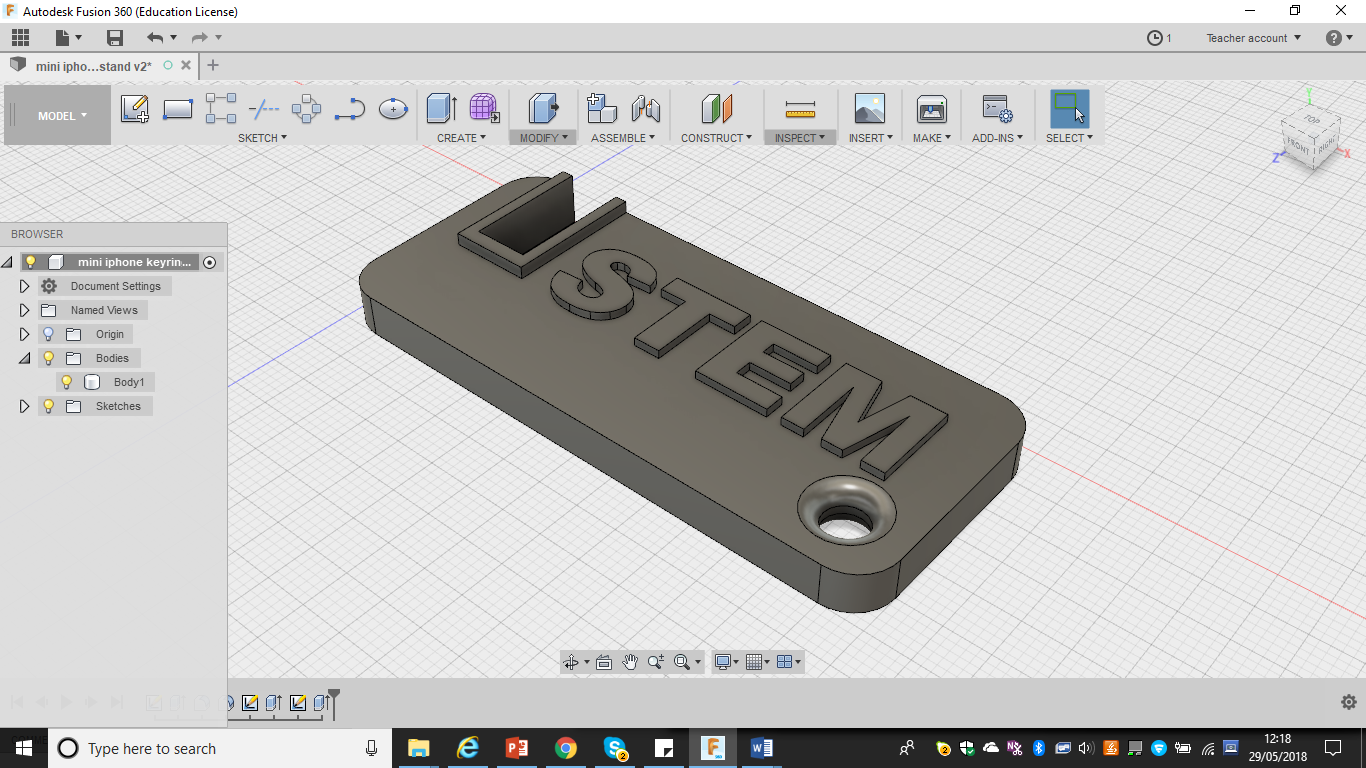 Autodesk Fusion 360 (Education License)
1
Teacher account
mini ipho...stand v2*
MODEL
SKETCH
CREATE
MODIFY
ASSEMBLE
CONSTRUCT
INSPECT
INSERT
MAKE
ADD-INS
SELECT
Y
TOP
FRONT
RIGHT
Z
X
BROWSER
mini iphone keyrin...
Document Settings
Named Views
Origin
Bodies
Body1
Sketches
STEM
Type here to search
2
2
12:18
29/05/2018